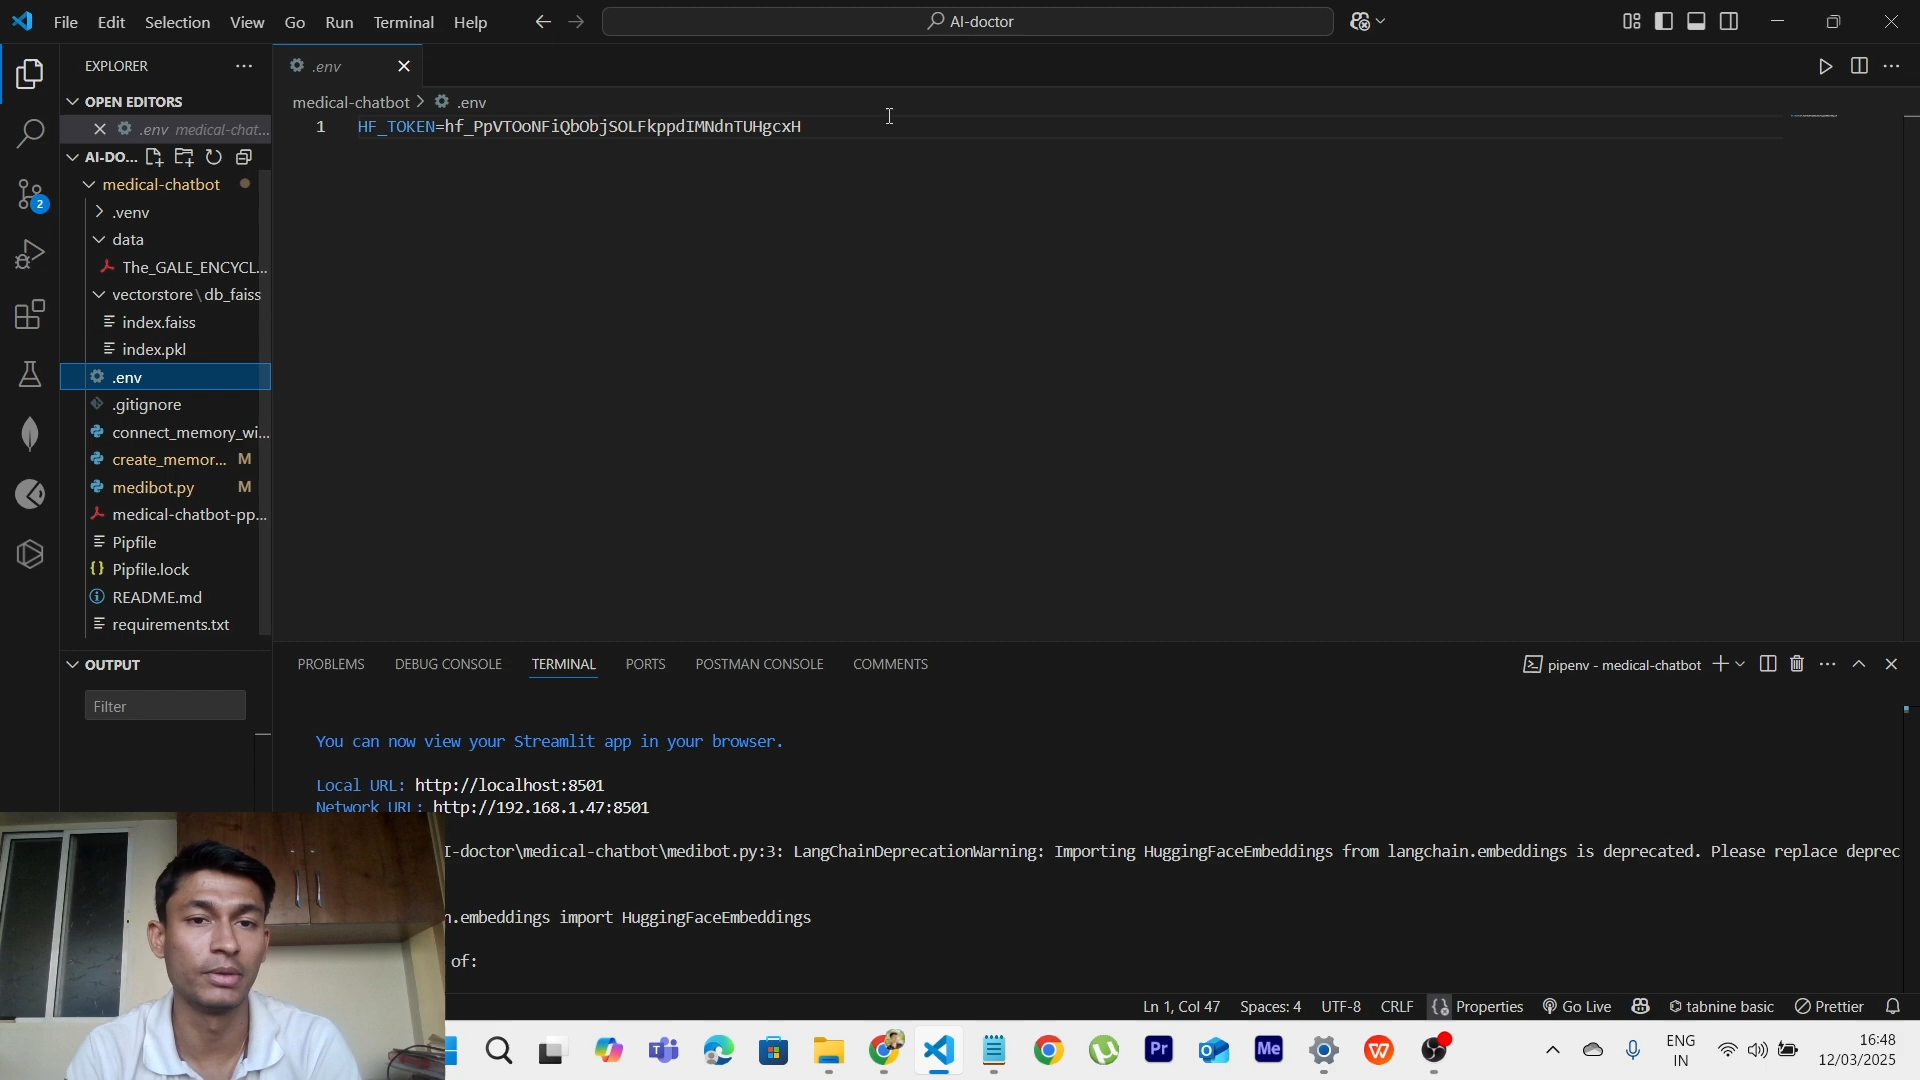 File Edit Selection View Go Run Terminal Help
AI-doctor
EXPLORER
.env
OPEN EDITORS
.env medical-chat...
medical-chatbot > .env
1 HF_TOKEN=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
AI-DO...
medical-chatbot
.venv
data
The_GALE_ENCYCL...
vectorstore\db_faiss
index.faiss
index.pkl
.env
.gitignore
connect_memory_wi...
create_memor... M
medibot.py M
medical-chatbot-pp...
Pipfile
Pipfile.lock
README.md
requirements.txt
2
OUTPUT
Filter
PROBLEMS DEBUG CONSOLE TERMINAL PORTS POSTMAN CONSOLE COMMENTS
pipenv - medical-chatbot
You can now view your Streamlit app in your browser.
Local URL: http://localhost:8501
Network URL: http://192.168.1.47:8501
I-doctor\medical-chatbot\medibot.py:3: LangChainDeprecationWarning: Importing HuggingFaceEmbeddings from langchain.embeddings is deprecated. Please replace deprec
n.embeddings import HuggingFaceEmbeddings
of:
Ln 1, Col 47 Spaces: 4 UTF-8 CRLF {} Properties Go Live tabnine basic Prettier
Pr
Me
ENG
IN
16:48
12/03/2025